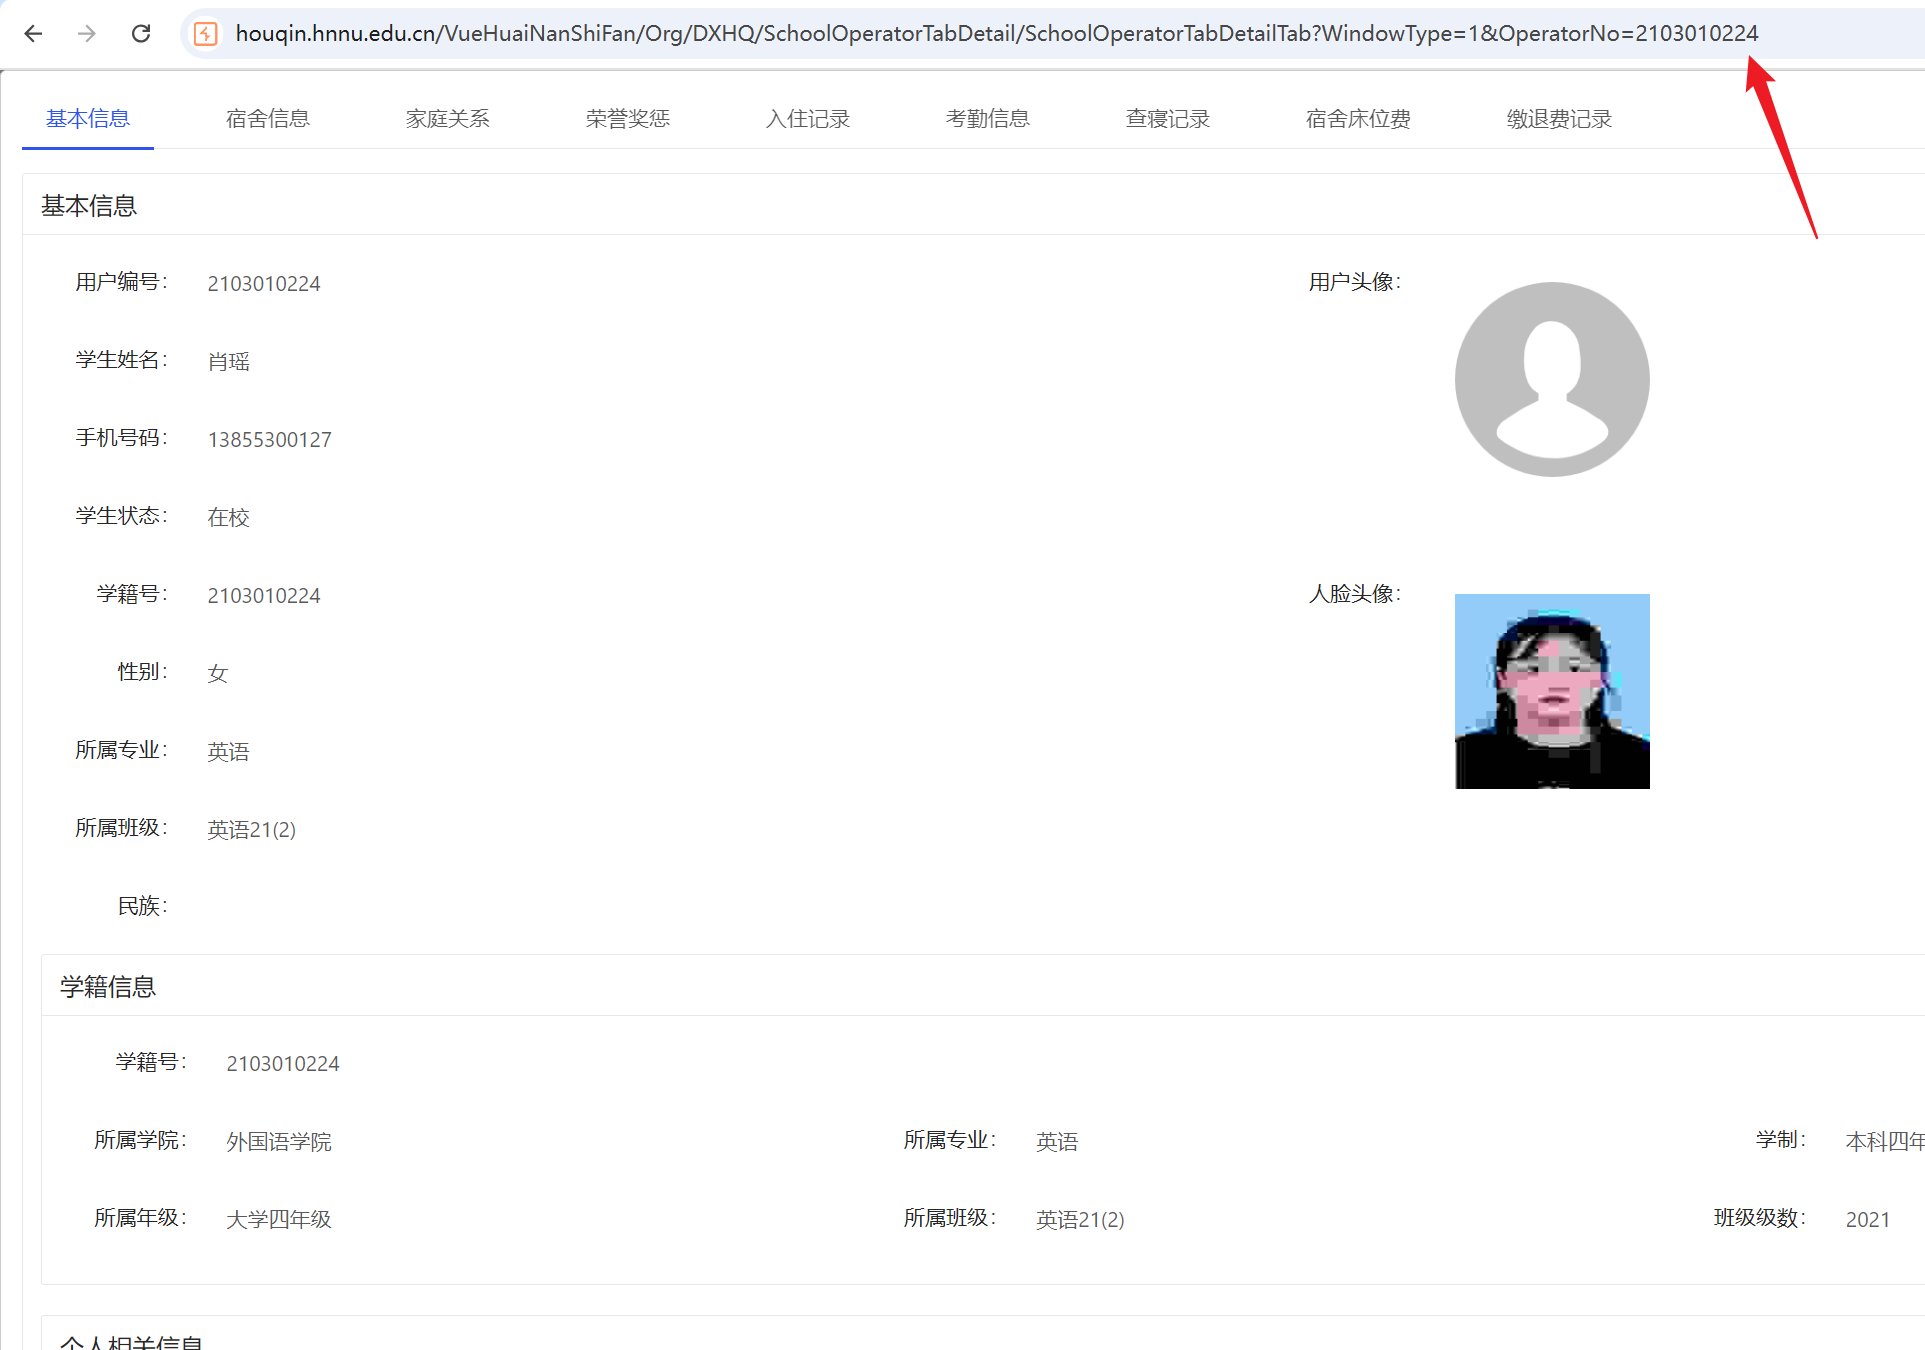 houqin.hnnu.edu.cn/VueHuaiNanShiFan/Org/DXHQ/SchoolOperatorTabDetail/SchoolOperatorTabDetailTab?WindowType=1&OperatorNo=2103010224
基本信息 宿舍信息 家庭关系 荣誉奖惩 入住记录 考勤信息 查寝记录 宿舍床位费 缴退费记录
基本信息
用户编号： 2103010224 用户头像：
学生姓名： 肖瑶
手机号码： 13855300127
学生状态： 在校
学籍号： 2103010224 人脸头像：
性别： 女
所属专业： 英语
所属班级： 英语21(2)
民族：
学籍信息
学籍号： 2103010224
所属学院： 外国语学院 所属专业： 英语 学制： 本科四年
所属年级： 大学四年级 所属班级： 英语21(2) 班级级数： 2021
个人相关信息